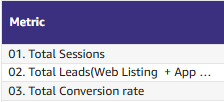 Metric
01. Total Sessions
02. Total Leads(Web Listing + App ...
03. Total Conversion rate